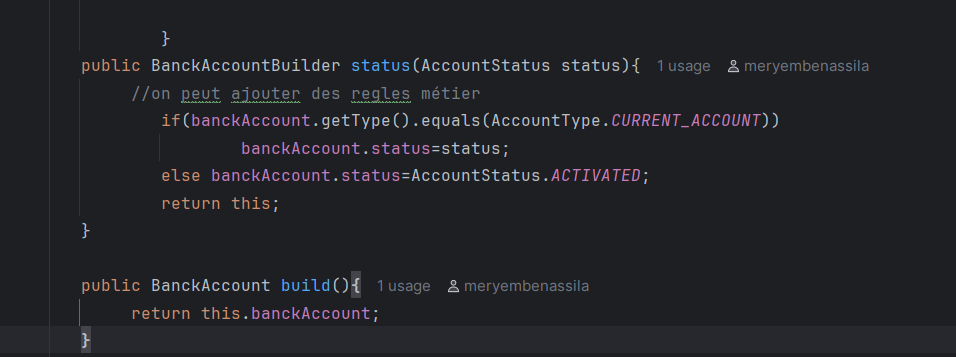 }
public BanckAccountBuilder status(AccountStatus status){ 1 usage meryembenassila
//on peut ajouter des regles métier
if(banckAccount.getType().equals(AccountType.CURRENT_ACCOUNT))
banckAccount.status=status;
else banckAccount.status=AccountStatus.ACTIVATED;
return this;
}
public BanckAccount build(){ 1 usage meryembenassila
return this.banckAccount;
}